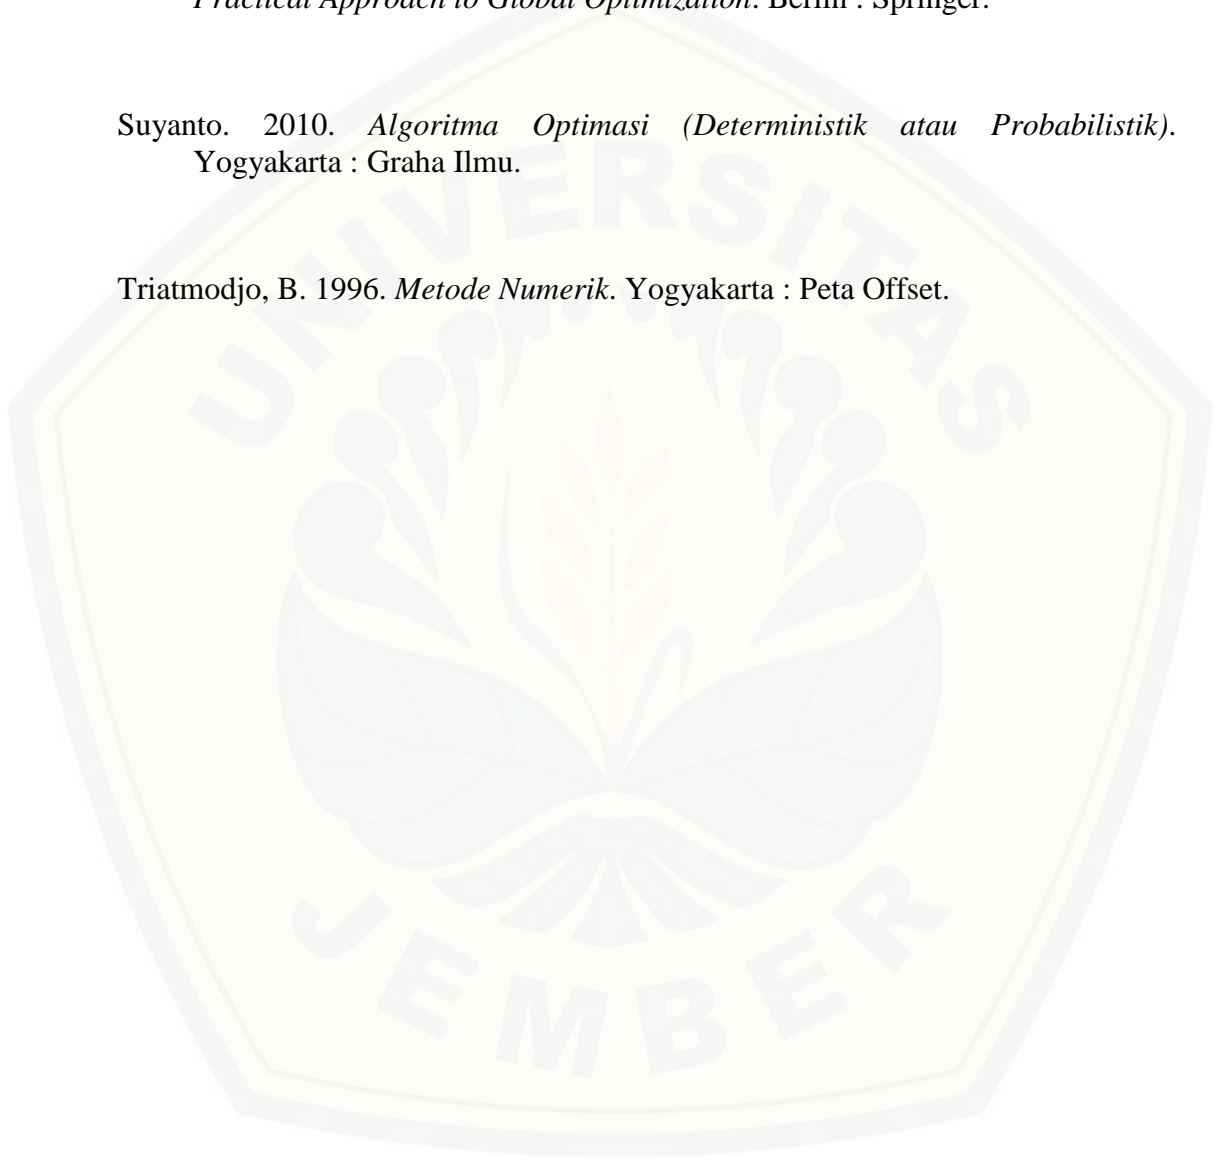 Practical Approach to Global Optimization. Berlin : Springer.
Suyanto. 2010. Algoritma Optimasi (Deterministik atau Probabilistik).
Yogyakarta : Graha Ilmu.
Triatmodjo, B. 1996. Metode Numerik. Yogyakarta : Peta Offset.
UNIVERSITAS
JEMBER